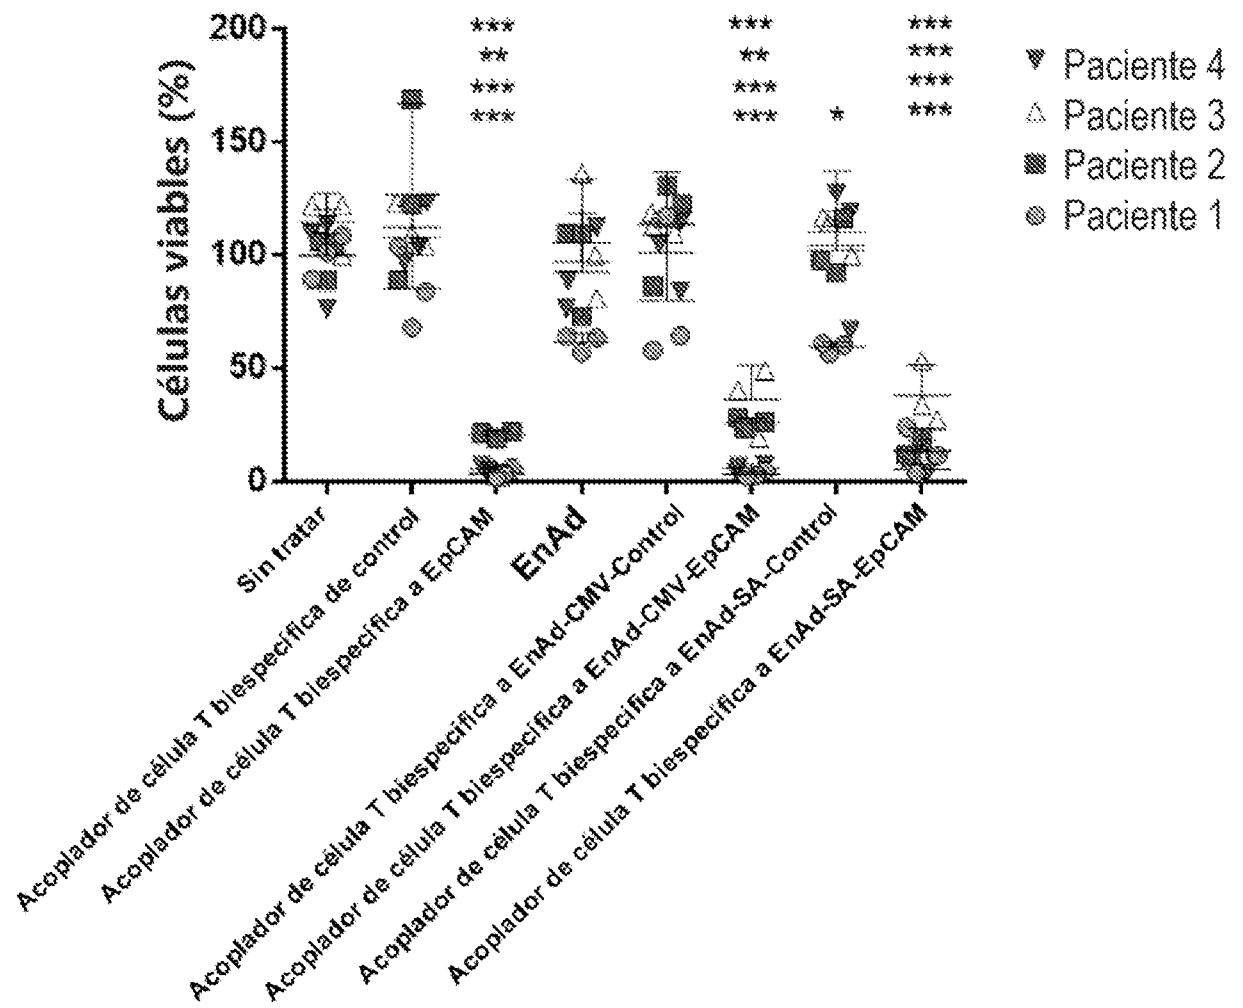 200
150
100
50
0
Células viables (%)
***
**
***
***
***
**
***
***
*
***
***
***
***
Paciente 4
Paciente 3
Paciente 2
Paciente 1
Sin tratar
Acoplador de célula T biespecífica de control
Acoplador de célula T biespecífica a EpCAM
EnAd
Acoplador de célula T biespecífica a EnAd-CMV-Control
Acoplador de célula T biespecífica a EnAd-CMV-EpCAM
Acoplador de célula T biespecífica a EnAd-SA-Control
Acoplador de célula T biespecífica a EnAd-SA-EpCAM